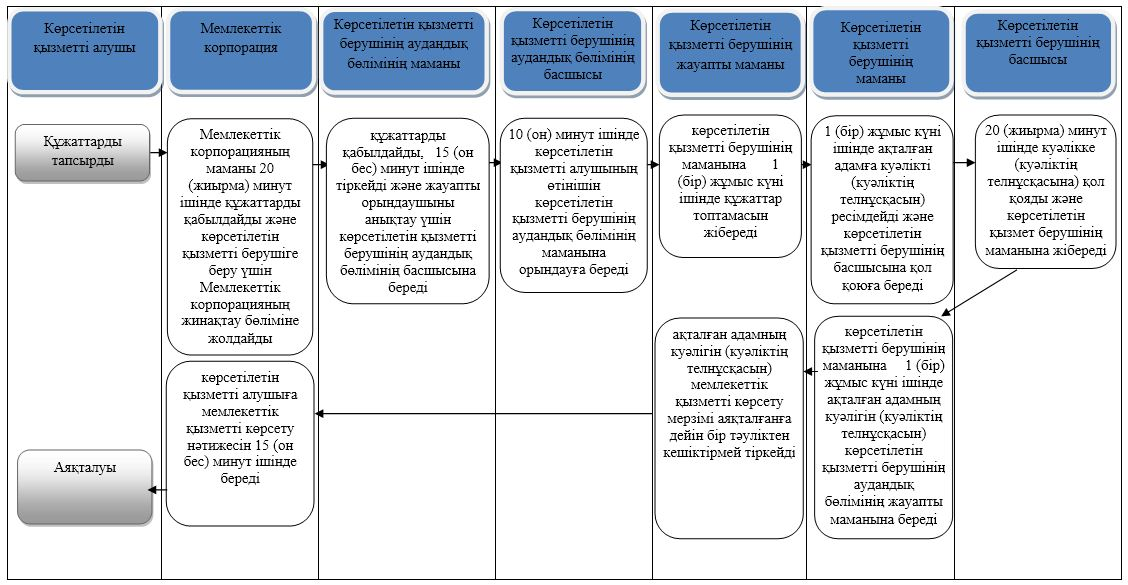 Көрсетілетін
қызметті алушы
Мемлекеттік
корпорация
Көрсетілетін қызметті
берушінің аудандық
бөлімінің маманы
Көрсетілетін
қызметті берушінің
аудандық бөлімінің
басшысы
Көрсетілетін
қызметті берушінің
жауапты маманы
Көрсетілетін
қызметті
берушінің
маманы
Көрсетілетін
қызметті берушінің
басшысы
Құжаттарды
тапсырды
Мемлекеттік
корпорацияның
маманы 20
(жиырма) минут
ішінде құжаттарды
қабылдайды және
көрсетілетін
қызметті берушіге
беру үшін
Мемлекеттік
корпорацияның
жинақтау бөліміне
жолдайды
құжаттарды
қабылдайды, 15 (он
бес) минут ішінде
тіркейді және жауапты
орындаушыны
анықтау үшін
көрсетілетін қызметті
берушінің аудандық
бөлімінің басшысына
береді
10 (он) минут ішінде
көрсетілетін
қызметті алушының
өтінішін
көрсетілетін
қызметті берушінің
аудандық бөлімінің
маманына
орындауға береді
көрсетілетін
қызметті берушінің
маманына 1
(бір) жұмыс күні
ішінде құжаттар
топтамасын
жібереді
1 (бір) жұмыс күні
ішінде ақталған
адамға куәлікті
(куәліктің
телнұсқасын)
ресімдейді және
көрсетілетін
қызметті берушінің
басшысына қол
қоюға береді
20 (жиырма) минут
ішінде куәлікке
(куәліктің
телнұсқасына) қол
қояды және
көрсетілетін
қызмет берушінің
маманына жібереді
көрсетілетін
қызметті берушінің
маманына 1 (бір)
жұмыс күні ішінде
ақталған адамның
куәлігін (куәліктің
телнұсқасын)
көрсетілетін
қызметті берушінің
аудандық
бөлімінің жауапты
маманына береді
ақталған адамның
куәлігін (куәліктің
телнұсқасын)
мемлекеттік
қызметті көрсету
мерзімі аяқталғанға
дейін бір тәуліктен
кешіктірмей тіркейді
көрсетілетін
қызметті алушыға
мемлекеттік
қызметті көрсету
нәтижесін 15 (он
бес) минут ішінде
береді
Аяқталуы